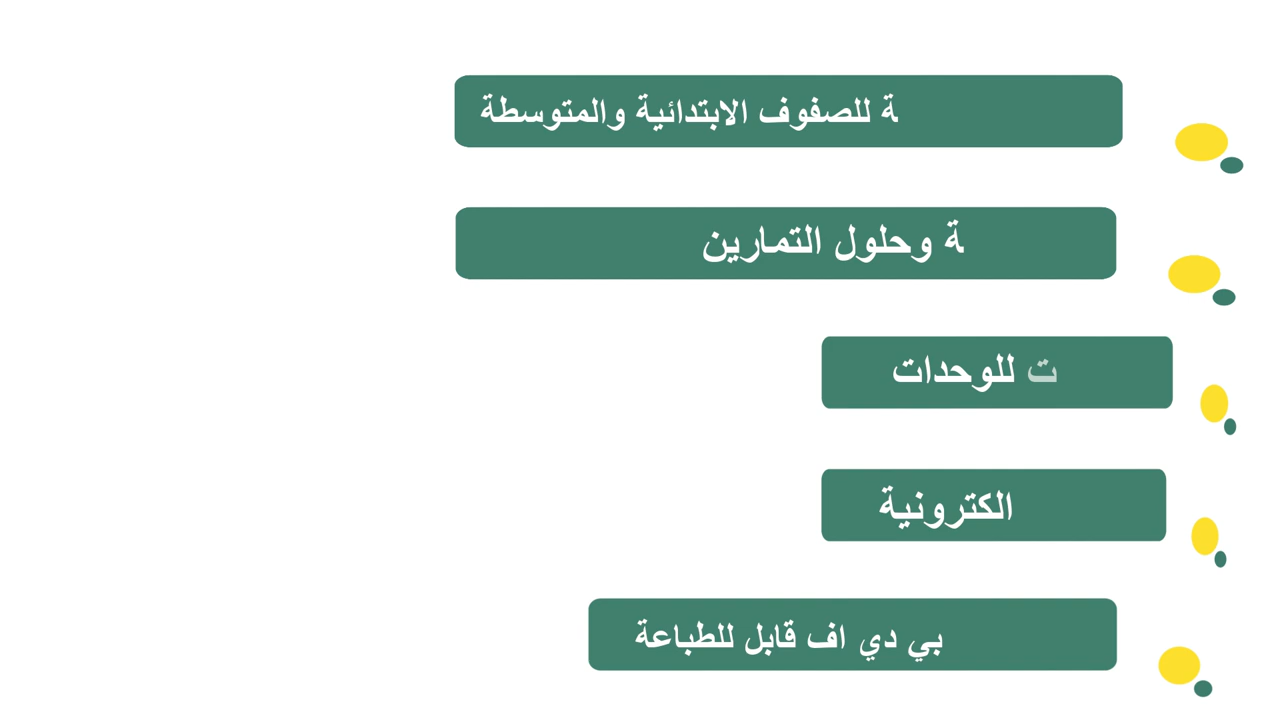 ة للصفوف الابتدائية والمتوسطة
ة وحلول التمارين
ت للوحدات
الكترونية
بي دي اف قابل للطباعة